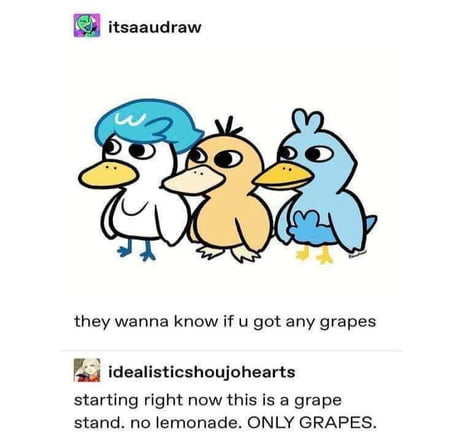 itsaaudraw
they wanna know if u got any grapes
idealisticshoujohearts
starting right now this is a grape
stand. no lemonade. ONLY GRAPES.